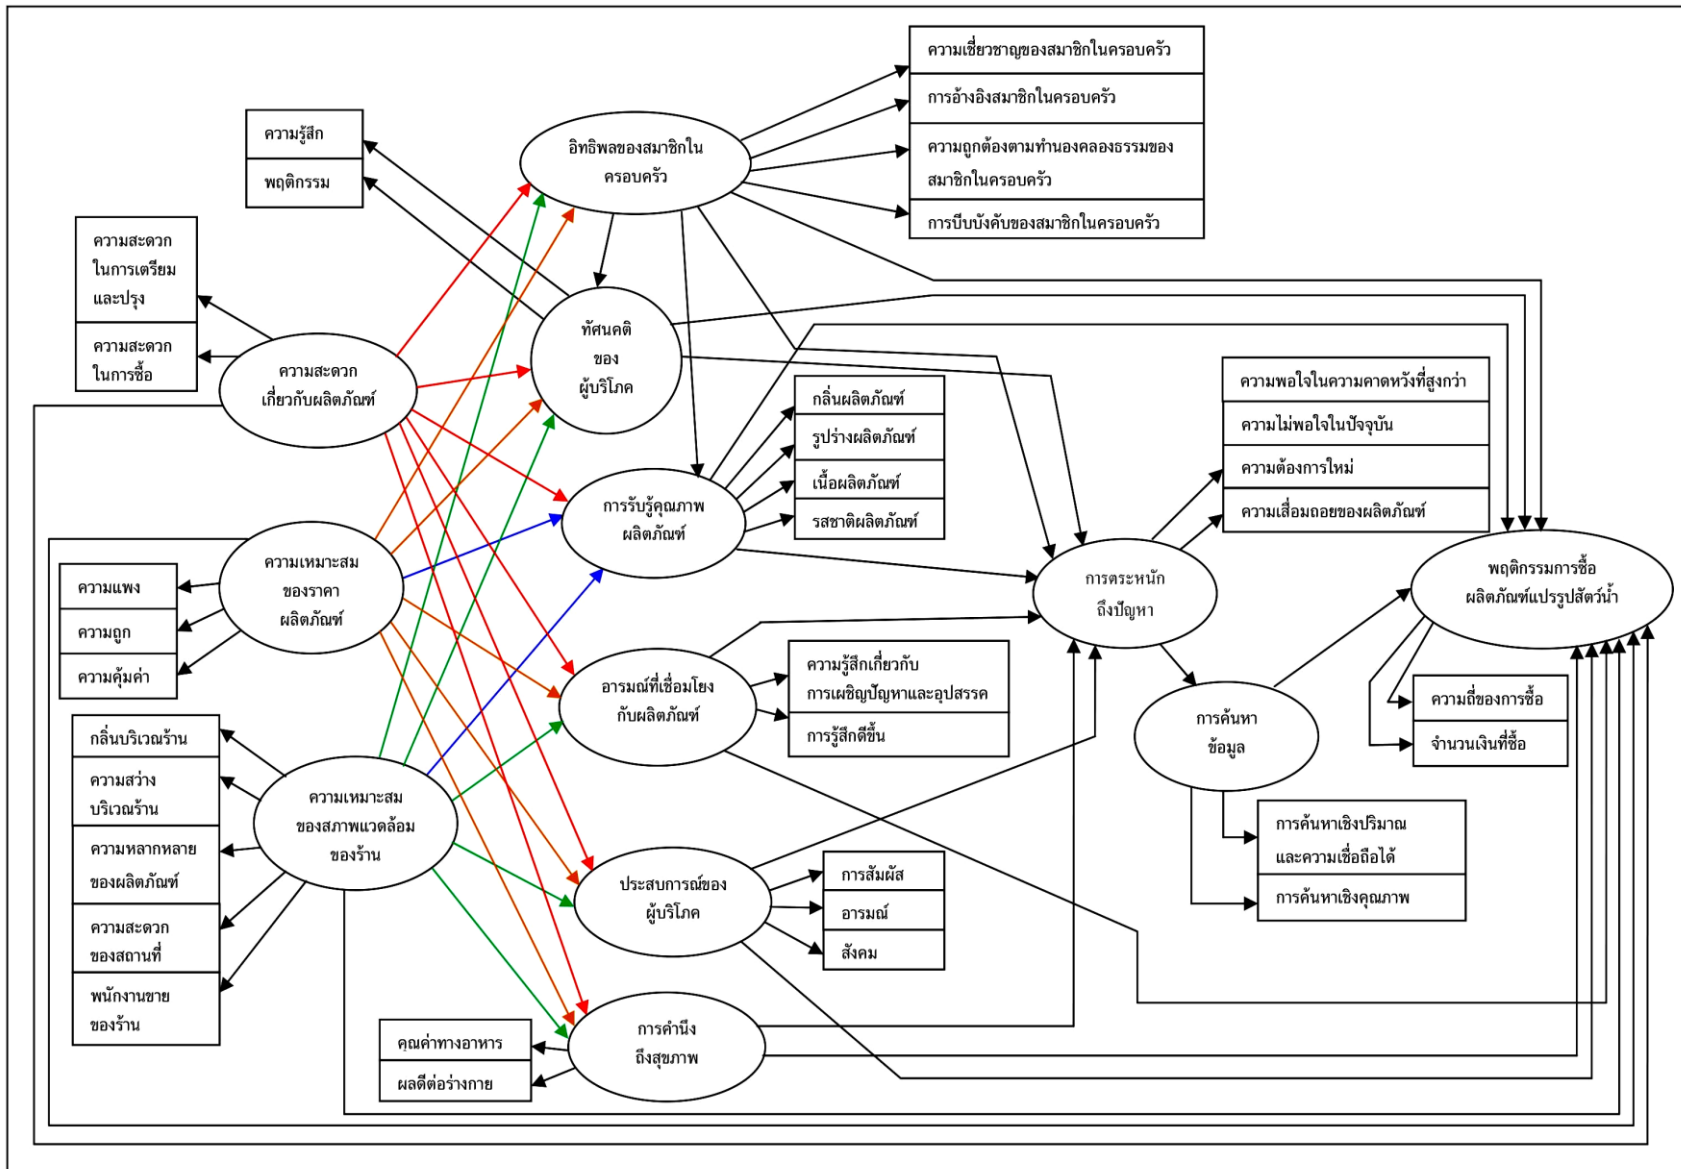 ความเชี่ยวชาญของสมาชิกในครอบครัว
การอ้างอิงสมาชิกในครอบครัว
ความถูกต้องตามทำนองคลองธรรมของ
สมาชิกในครอบครัว
การบีบบังคับของสมาชิกในครอบครัว
ความรู้สึก
พฤติกรรม
อิทธิพลของสมาชิกใน
ครอบครัว
ความสะดวก
ในการเตรียม
และปรุง
ความสะดวก
ในการซื้อ
ความสะดวก
เกี่ยวกับผลิตภัณฑ์
ทัศนคติ
ของ
ผู้บริโภค
กลิ่นผลิตภัณฑ์
รูปร่างผลิตภัณฑ์
เนื้อผลิตภัณฑ์
รสชาติผลิตภัณฑ์
ความพอใจในความคาดหวังที่สูงกว่า
ความไม่พอใจในปัจจุบัน
ความต้องการใหม่
ความเสื่อมถอยของผลิตภัณฑ์
การรับรู้คุณภาพ
ผลิตภัณฑ์
ความเหมาะสม
ของราคา
ผลิตภัณฑ์
ความแพง
ความถูก
ความคุ้มค่า
การตระหนัก
ถึงปัญหา
พฤติกรรมการซื้อ
ผลิตภัณฑ์แปรรูปสัตว์น้ำ
อารมณ์ที่เชื่อมโยง
กับผลิตภัณฑ์
ความรู้สึกเกี่ยวกับ
การเผชิญปัญหาและอุปสรรค
การรู้สึกดีขึ้น
การค้นหา
ข้อมูล
ความถี่ของการซื้อ
จำนวนเงินที่ซื้อ
กลิ่นบริเวณร้าน
ความสว่าง
บริเวณร้าน
ความหลากหลาย
ของผลิตภัณฑ์
ความสะดวก
ของสถานที่
พนักงานขาย
ของร้าน
ความเหมาะสม
ของสภาพแวดล้อม
ของร้าน
การค้นหาเชิงปริมาณ
และความเชื่อถือได้
การค้นหาเชิงคุณภาพ
ประสบการณ์ของ
ผู้บริโภค
การสัมผัส
อารมณ์
สังคม
คุณค่าทางอาหาร
ผลดีต่อร่างกาย
การคำนึง
ถึงสุขภาพ